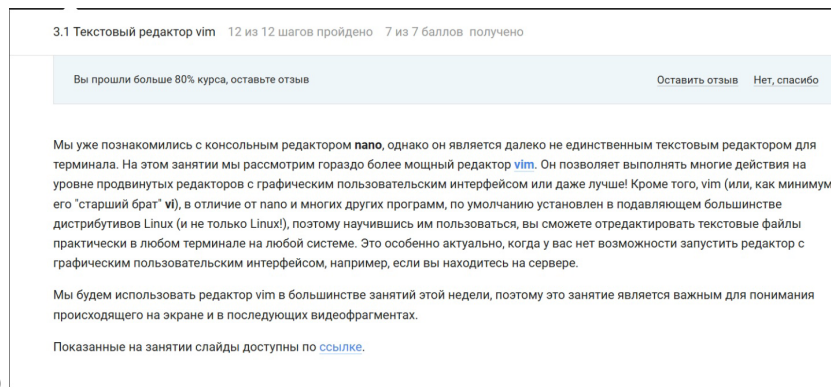 3.1 Текстовый редактор vim 12 из 12 шагов пройдено 7 из 7 баллов получено
Вы прошли больше 80% курса, оставьте отзыв Оставить отзыв Нет, спасибо
Мы уже познакомились с консольным редактором nano, однако он является далеко не единственным текстовым редактором для
терминала. На этом занятии мы рассмотрим гораздо более мощный редактор vim. Он позволяет выполнять многие действия на
уровне продвинутых редакторов с графическим пользовательским интерфейсом или даже лучше! Кроме того, vim (или, как минимум
его "старший брат" vi), в отличие от nano и многих других программ, по умолчанию установлен в подавляющем большинстве
дистрибутивов Linux (и не только Linux!), поэтому научившись им пользоваться, вы сможете отредактировать текстовые файлы
практически в любом терминале на любой системе. Это особенно актуально, когда у вас нет возможности запустить редактор с
графическим пользовательским интерфейсом, например, если вы находитесь на сервере.
Мы будем использовать редактор vim в большинстве занятий этой недели, поэтому это занятие является важным для понимания
происходящего на экране и в последующих видеофрагментах.
Показанные на занятии слайды доступны по ссылке.